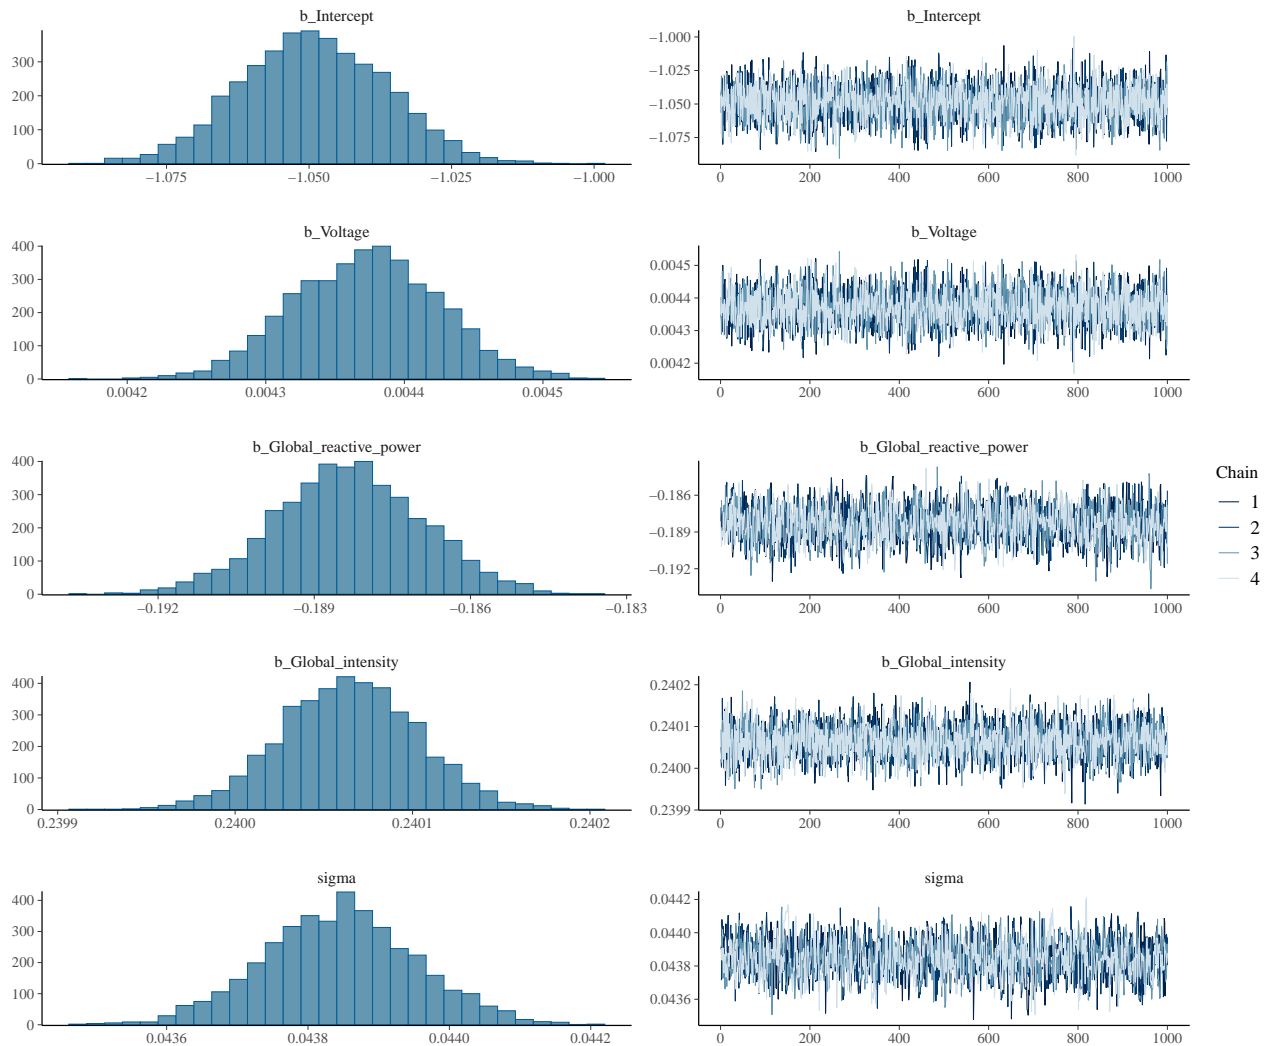 b_Intercept
300
200
100
0
−1.075 −1.050 −1.025 −1.000
b_Intercept
−1.000
−1.025
−1.050
−1.075
0 200 400 600 800 1000
b_Voltage
400
300
200
100
0
0.0042 0.0043 0.0044 0.0045
b_Voltage
0.0045
0.0044
0.0043
0.0042
0 200 400 600 800 1000
b_Global_reactive_power
400
300
200
100
0
−0.192 −0.189 −0.186 −0.183
b_Global_reactive_power
−0.186
−0.189
−0.192
0 200 400 600 800 1000
Chain
1
2
3
4
b_Global_intensity
400
300
200
100
0
0.2399 0.2400 0.2401 0.2402
b_Global_intensity
0.2402
0.2401
0.2400
0.2399
0 200 400 600 800 1000
sigma
400
300
200
100
0
0.0436 0.0438 0.0440 0.0442
sigma
0.0442
0.0440
0.0438
0.0436
0 200 400 600 800 1000